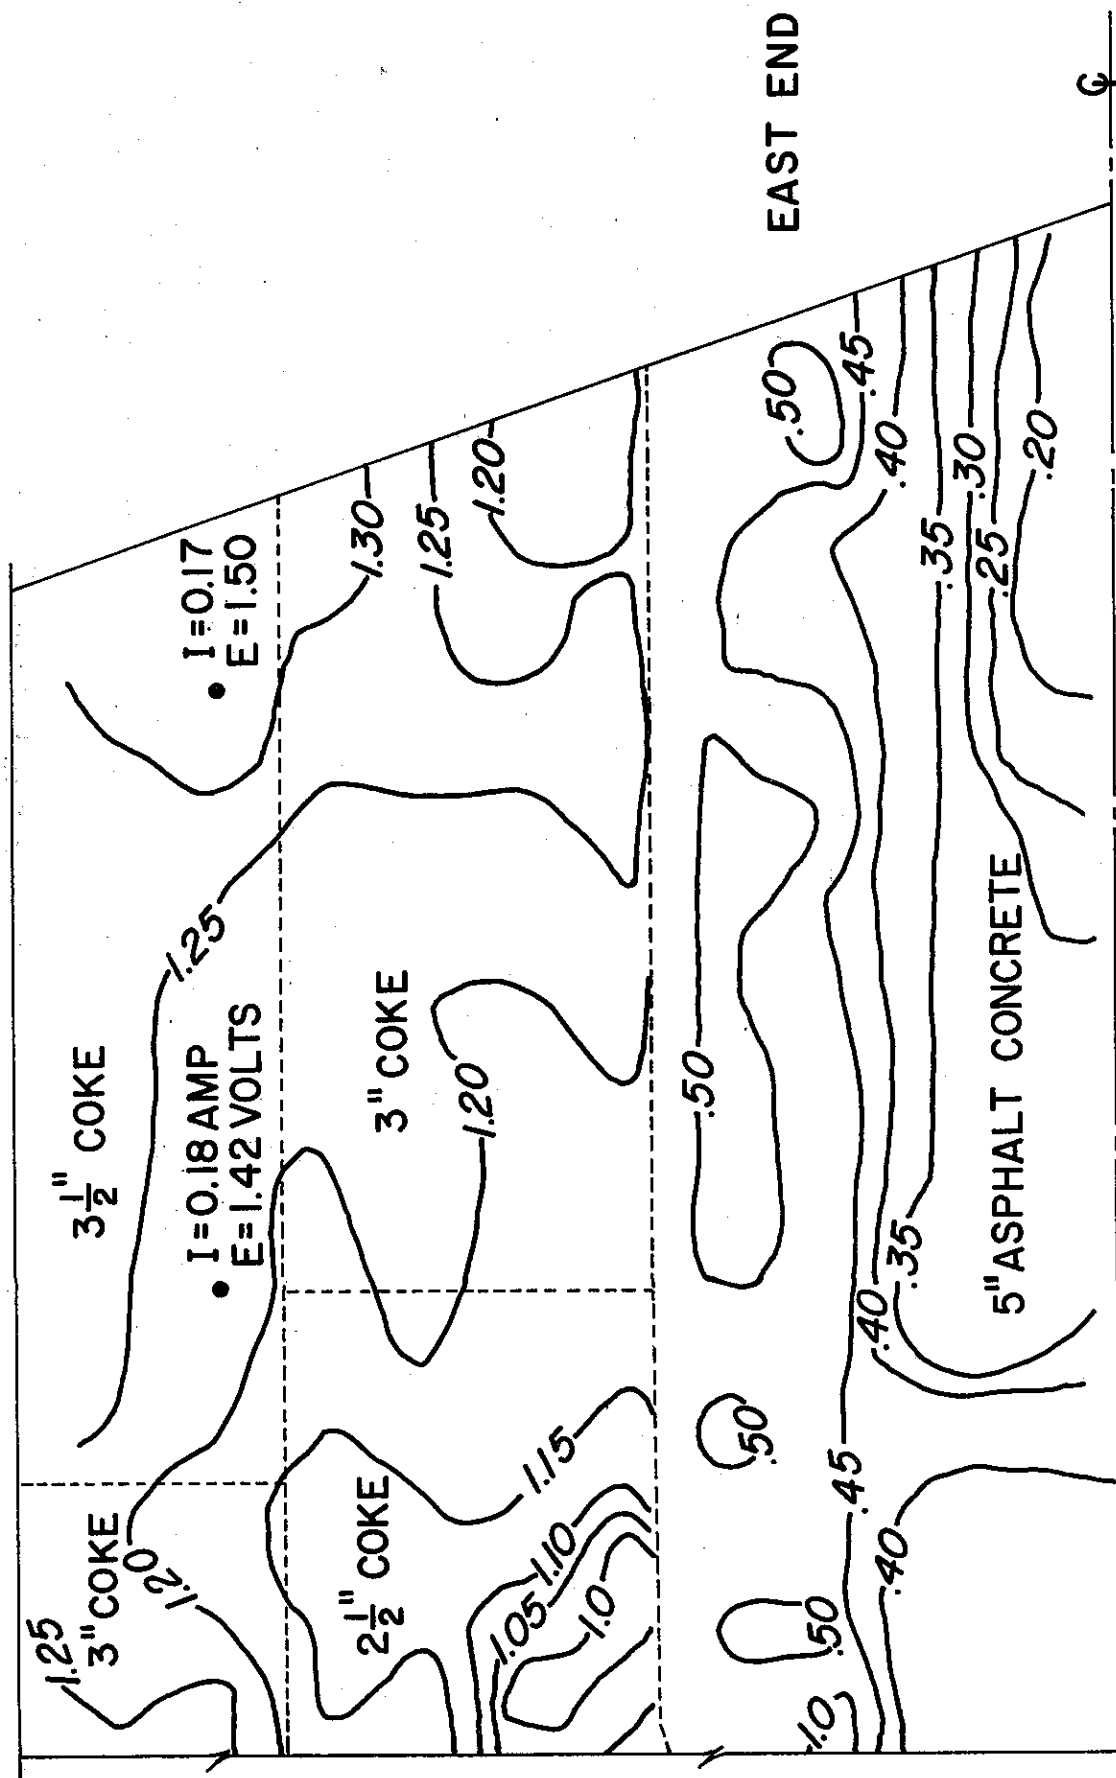 EAST END
℄
I=0.17
E=1.50
1.30
1.25
1.20
.50
.45
.40
.35
.30
.25
.20
3 1/2" COKE
1.25
I=0.18 AMP
E=1.42 VOLTS
3" COKE
1.20
.50
5" ASPHALT CONCRETE
.35
.40
.50
.45
.40
1.25
3" COKE
1.20
2 1/2" COKE
1.15
1.10
1.05
1.0
.50
1.0